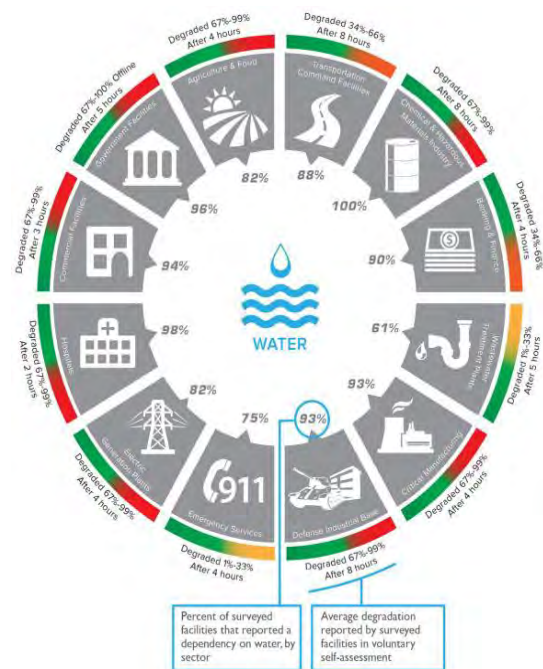 Degraded 67%-99%
After 4 hours
Agriculture & Food
82%
Degraded 34%-66%
After 8 hours
Transportation
Command Facilities
88%
Degraded 67%-99%
After 8 hours
Chemical & Hazardous
Materials Industry
100%
Degraded 34%-66%
After 4 hours
Banking & Finance
$
90%
Degraded 1%-33%
After 5 hours
Wastewater
Treatment Plants
61%
Degraded 67%-99%
After 4 hours
Critical Manufacturing
93%
Degraded 67%-99%
After 8 hours
Defense Industrial Base
93%
Degraded 1%-33%
After 4 hours
Emergency Services
911
75%
Degraded 67%-99%
After 4 hours
Electric
Generation Plants
82%
Degraded 67%-99%
After 2 hours
Hospitals
98%
Degraded 67%-99%
After 3 hours
Commercial Facilities
94%
Degraded 67%-100% Offline
After 5 hours
Government Facilities
96%
WATER
Percent of surveyed
facilities that reported a
dependency on water, by
sector
Average degradation
reported by surveyed
facilities in voluntary
self-assessment